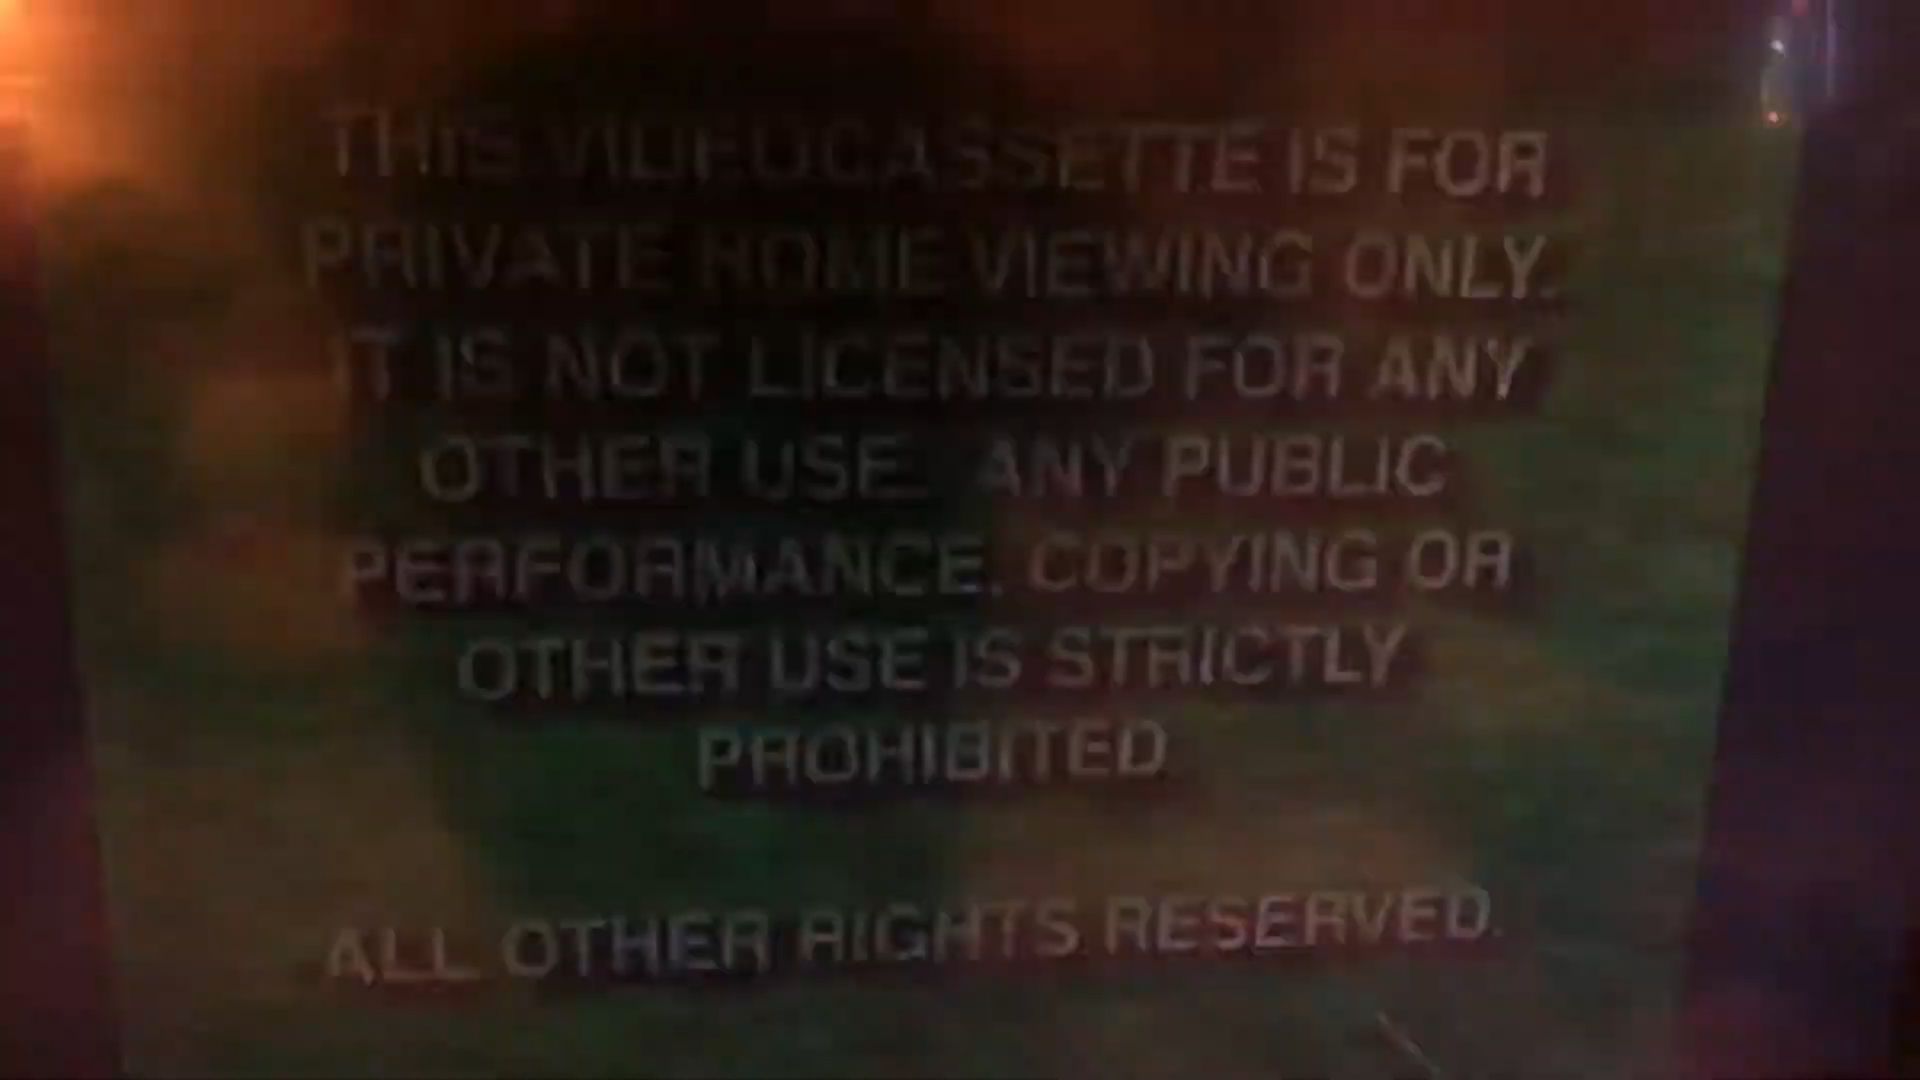 THIS VIDEOCASSETTE IS FOR
PRIVATE HOME VIEWING ONLY.
IT IS NOT LICENSED FOR ANY
OTHER USE. ANY PUBLIC
PERFORMANCE, COPYING OR
OTHER USE IS STRICTLY
PROHIBITED
ALL OTHER RIGHTS RESERVED.